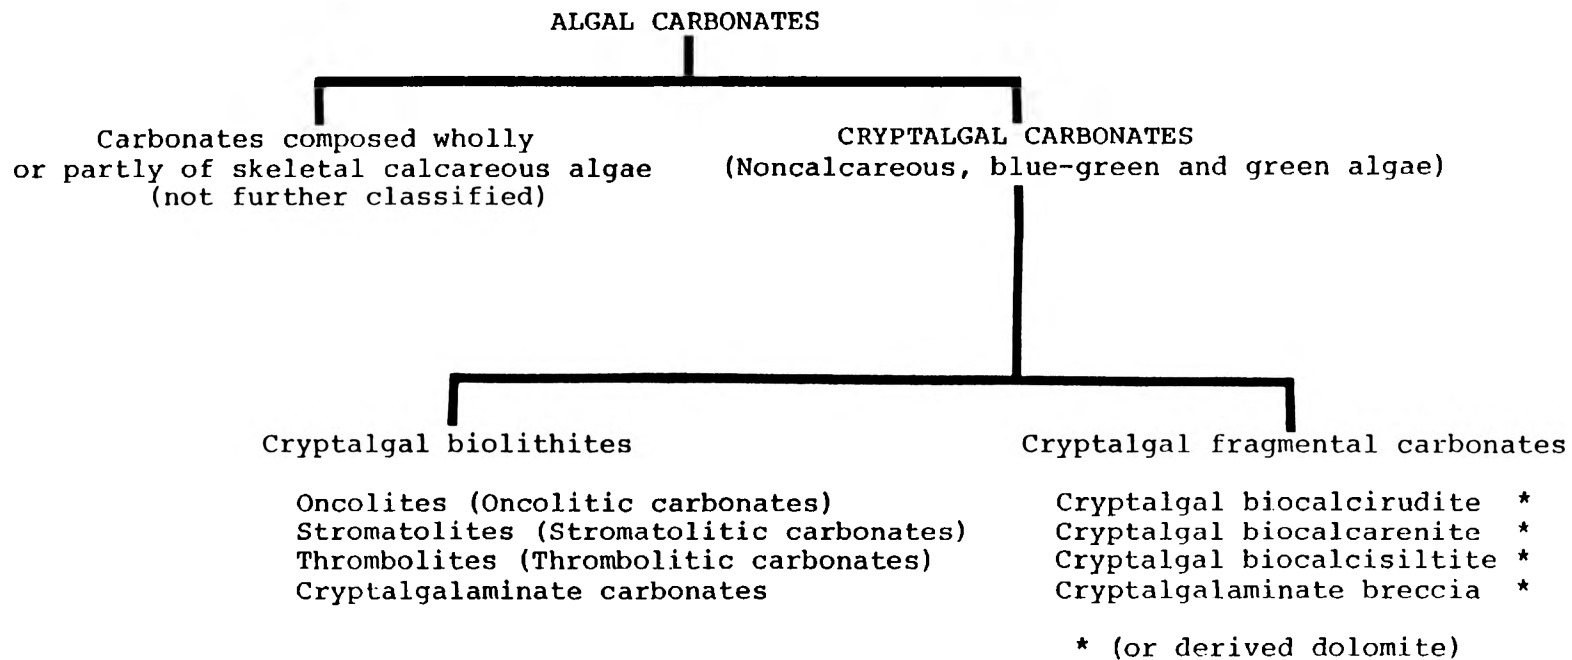 ALGAL CARBONATES
Carbonates composed wholly
or partly of skeletal calcareous algae
(not further classified)
CRYPTALGAL CARBONATES
(Noncalcareous, blue-green and green algae)
Cryptalgal biolithites
Oncolites (Oncolitic carbonates)
Stromatolites (Stromatolitic carbonates)
Thrombolites (Thrombolitic carbonates)
Cryptalgalaminate carbonates
Cryptalgal fragmental carbonates
Cryptalgal biocalcirudite *
Cryptalgal biocalcarenite *
Cryptalgal biocalcisiltite *
Cryptalgalaminate breccia *
* (or derived dolomite)